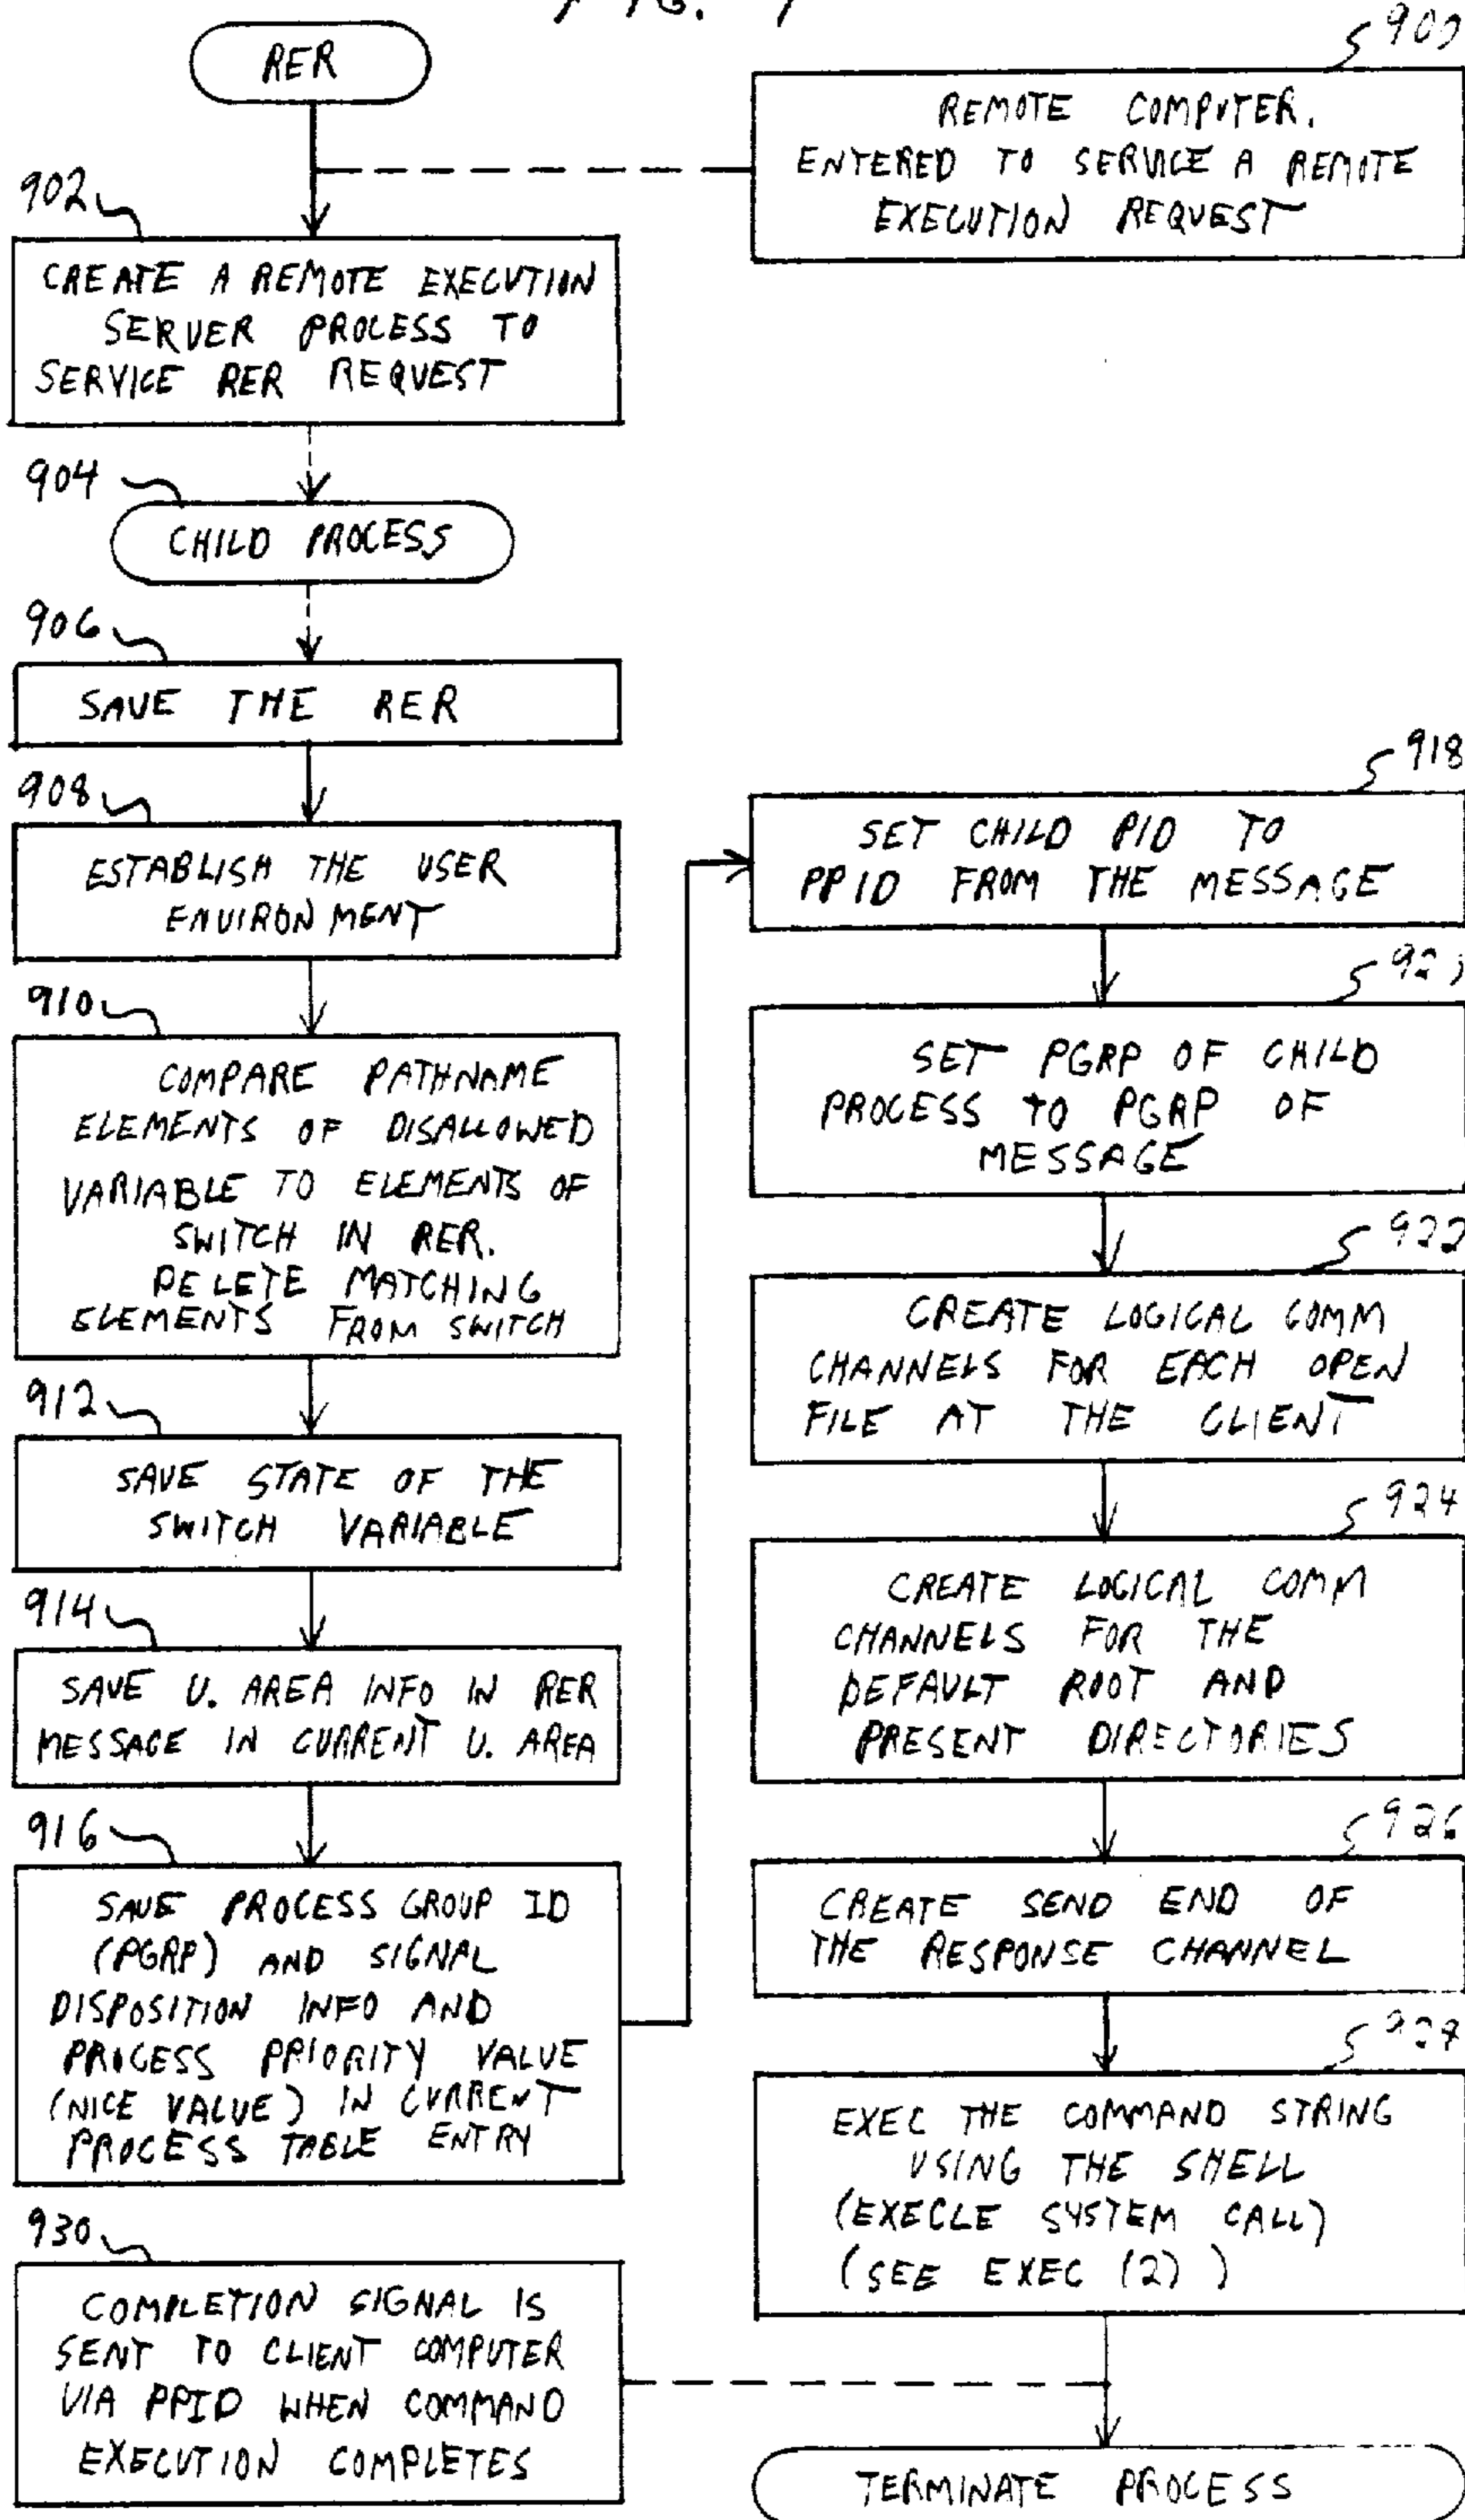 RER
REMOTE COMPUTER.
ENTERED TO SERVICE A REMOTE
EXECUTION REQUEST
902
CREATE A REMOTE EXECUTION
SERVER PROCESS TO
SERVICE RER REQUEST
904
CHILD PROCESS
906
SAVE THE RER
908
ESTABLISH THE USER
ENVIRONMENT
910
COMPARE PATHNAME
ELEMENTS OF DISALLOWED
VARIABLE TO ELEMENTS OF
SWITCH IN RER.
DELETE MATCHING
ELEMENTS FROM SWITCH
912
SAVE STATE OF THE
SWITCH VARIABLE
914
SAVE U. AREA INFO IN RER
MESSAGE IN CURRENT U. AREA
916
SAVE PROCESS GROUP ID
(PGRP) AND SIGNAL
DISPOSITION INFO AND
PROCESS PRIORITY VALUE
(NICE VALUE) IN CURRENT
PROCESS TABLE ENTRY
918
SET CHILD PID TO
PPID FROM THE MESSAGE
SET PGRP OF CHILD
PROCESS TO PGRP OF
MESSAGE
922
CREATE LOGICAL COMM
CHANNELS FOR EACH OPEN
FILE AT THE CLIENT
924
CREATE LOGICAL COMM
CHANNELS FOR THE
DEFAULT ROOT AND
PRESENT DIRECTORIES
926
CREATE SEND END OF
THE RESPONSE CHANNEL
EXEC THE COMMAND STRING
USING THE SHELL
(EXECLE SYSTEM CALL)
(SEE EXEC (2) )
930
COMPLETION SIGNAL IS
SENT TO CLIENT COMPUTER
VIA PPID WHEN COMMAND
EXECUTION COMPLETES
TERMINATE PROCESS